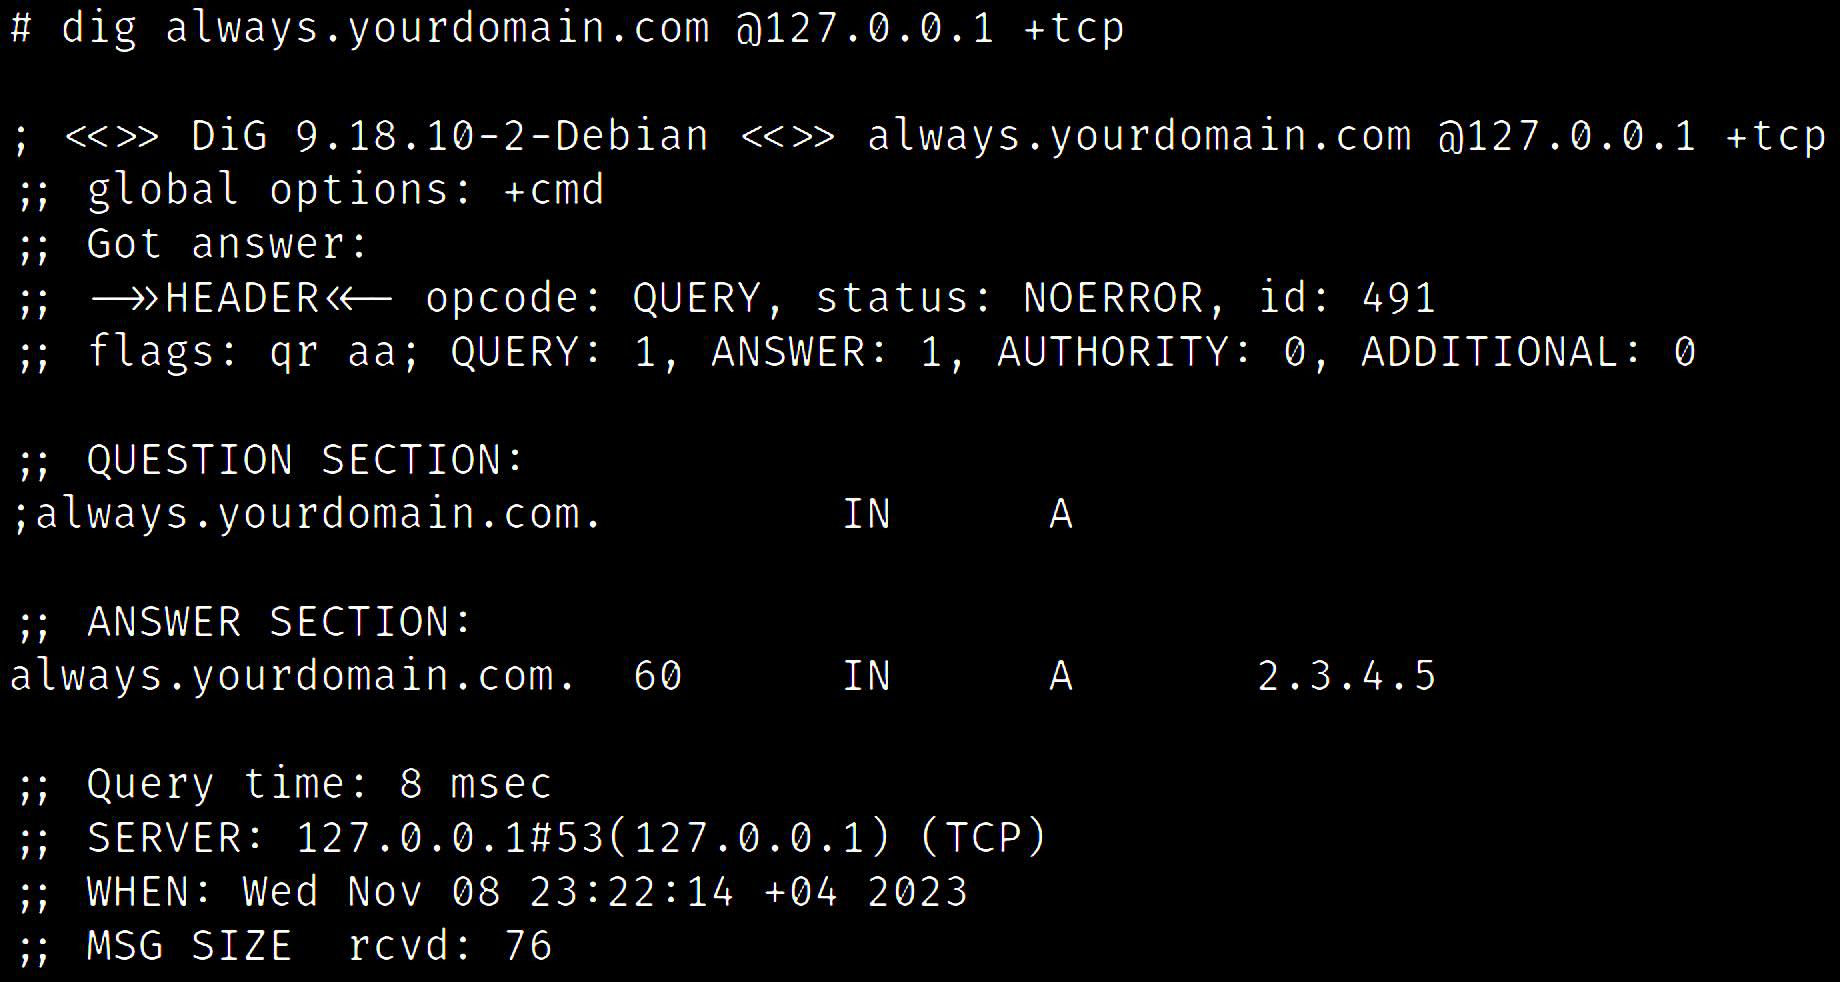 # dig always.yourdomain.com @127.0.0.1 +tcp
; <<>> DiG 9.18.10-2-Debian <<>> always.yourdomain.com @127.0.0.1 +tcp
;; global options: +cmd
;; Got answer:
;; ->>HEADER<<- opcode: QUERY, status: NOERROR, id: 491
;; flags: qr aa; QUERY: 1, ANSWER: 1, AUTHORITY: 0, ADDITIONAL: 0
;; QUESTION SECTION:
;always.yourdomain.com. IN A
;; ANSWER SECTION:
always.yourdomain.com. 60 IN A 2.3.4.5
;; Query time: 8 msec
;; SERVER: 127.0.0.1#53(127.0.0.1) (TCP)
;; WHEN: Wed Nov 08 23:22:14 +04 2023
;; MSG SIZE rcvd: 76